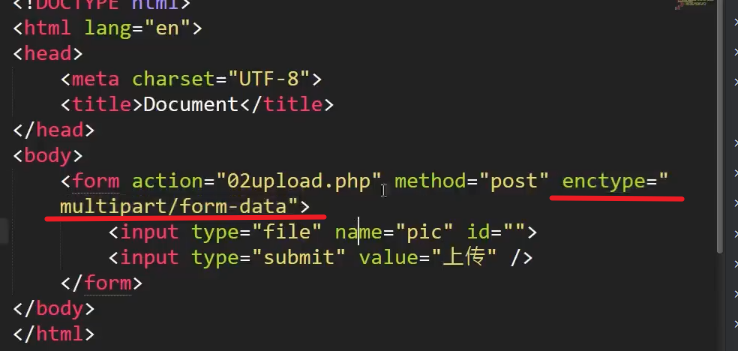 <!DOCTYPE html>
<html lang="en">
<head>
<meta charset="UTF-8">
<title>Document</title>
</head>
<body>
<form action="02upload.php" method="post" enctype="
multipart/form-data">
<input type="file" name="pic" id="">
<input type="submit" value="上传" />
</form>
</body>
</html>